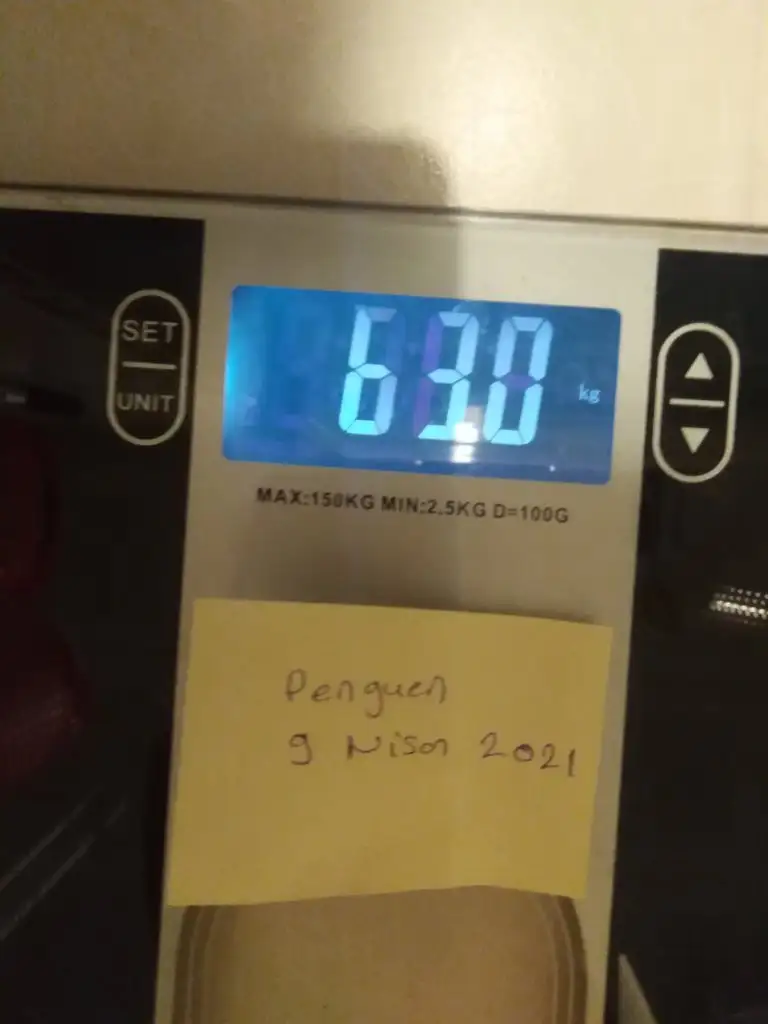 SET
UNIT
63.0 kg
MAX:150KG MIN:2.5KG D=100G
Penguen
9 Nisan 2021